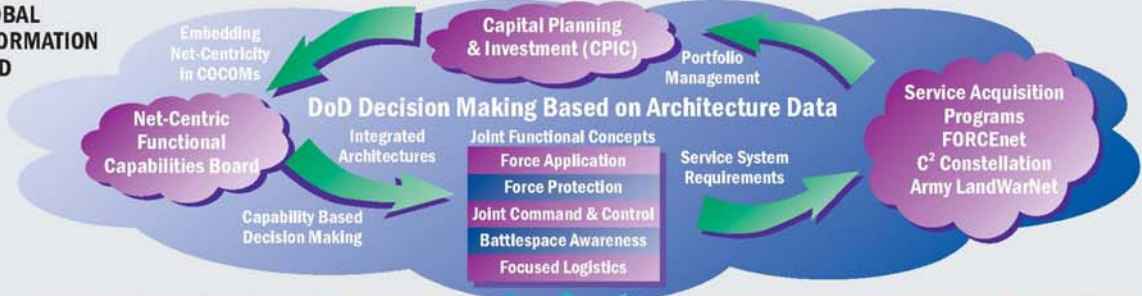 OBAL
FORMATION
D
Embedding
Net-Centricity
in COCOMs
Capital Planning
& Investment (CPIC)
Portfolio
Management
DoD Decision Making Based on Architecture Data
Net-Centric
Functional
Capabilities Board
Integrated
Architectures
Capability Based
Decision Making
Joint Functional Concepts
Force Application
Force Protection
Joint Command & Control
Battlespace Awareness
Focused Logistics
Service System
Requirements
Service Acquisition
Programs
FORCEnet
C² Constellation
Army LandWarNet